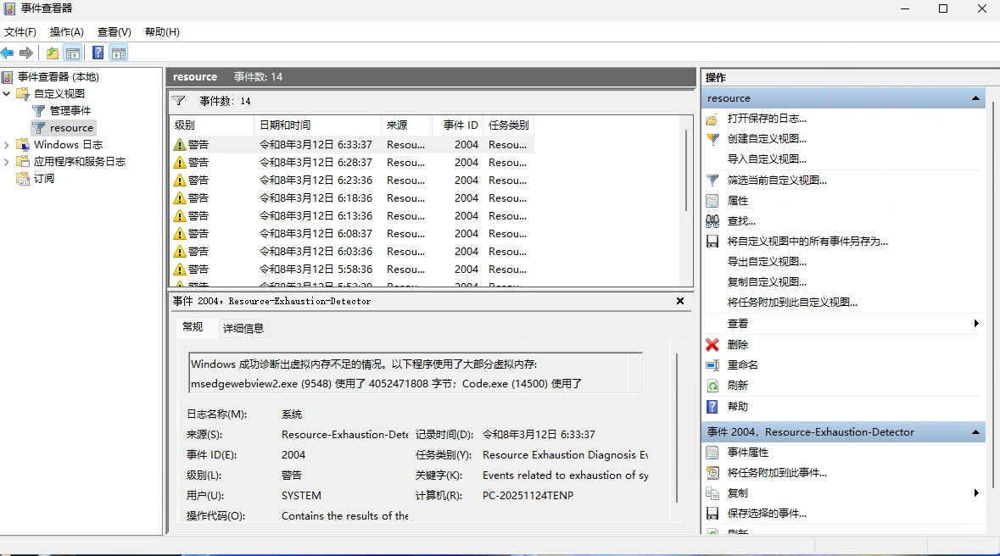 事件查看器
文件(F) 操作(A) 查看(V) 帮助(H)
事件查看器 (本地)
自定义视图
管理事件
resource
Windows 日志
应用程序和服务日志
订阅
resource 事件数: 14
事件数: 14
级别 日期和时间 来源 事件 ID 任务类别
警告 令和8年3月12日 6:33:37 Resou... 2004 Resou...
警告 令和8年3月12日 6:28:37 Resou... 2004 Resou...
警告 令和8年3月12日 6:23:36 Resou... 2004 Resou...
警告 令和8年3月12日 6:18:36 Resou... 2004 Resou...
警告 令和8年3月12日 6:13:36 Resou... 2004 Resou...
警告 令和8年3月12日 6:08:37 Resou... 2004 Resou...
警告 令和8年3月12日 6:03:36 Resou... 2004 Resou...
警告 令和8年3月12日 5:58:36 Resou... 2004 Resou...
事件 2004，Resource-Exhaustion-Detector
常规 详细信息
Windows 成功诊断出虚拟内存不足的情况。以下程序使用了大部分虚拟内存:
msedgewebview2.exe (9548) 使用了 4052471808 字节；Code.exe (14500) 使用了
日志名称(M): 系统
来源(S): Resource-Exhaustion-Dete 记录时间(D): 令和8年3月12日 6:33:37
事件 ID(E): 2004 任务类别(Y): Resource Exhaustion Diagnosis Ev
级别(L): 警告 关键字(K): Events related to exhaustion of sy
用户(U): SYSTEM 计算机(R): PC-20251124TENP
操作代码(O): Contains the results of the
操作
resource
打开保存的日志...
创建自定义视图...
导入自定义视图...
筛选当前自定义视图...
属性
查找...
将自定义视图中的所有事件另存为...
导出自定义视图...
复制自定义视图...
将任务附加到此自定义视图...
查看
删除
重命名
刷新
帮助
事件 2004，Resource-Exhaustion-Detector
事件属性
将任务附加到此事件...
复制
保存选择的事件...
刷新